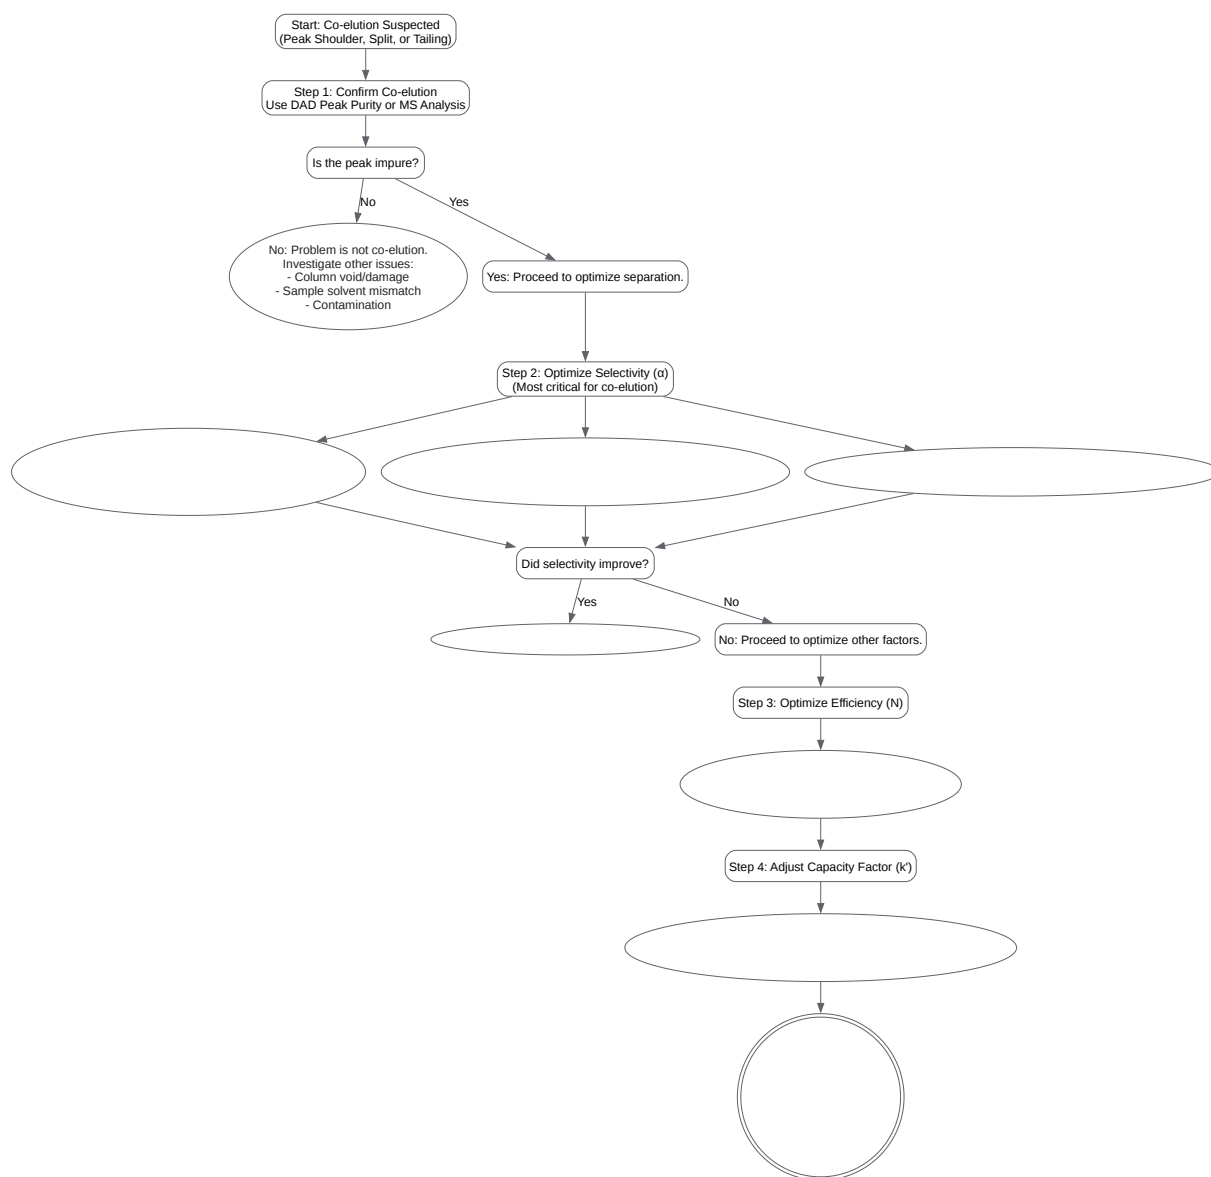 Start: Co-elution Suspected
(Peak Shoulder, Split, or Tailing)
Step 1: Confirm Co-elution
Use DAD Peak Purity or MS Analysis
Is the peak impure?
No
Yes
No: Problem is not co-elution.
Investigate other issues:
- Column void/damage
- Sample solvent mismatch
- Contamination
Yes: Proceed to optimize separation.
Step 2: Optimize Selectivity (α)
(Most critical for co-elution)
Did selectivity improve?
Yes
No
No: Proceed to optimize other factors.
Step 3: Optimize Efficiency (N)
Step 4: Adjust Capacity Factor (k')